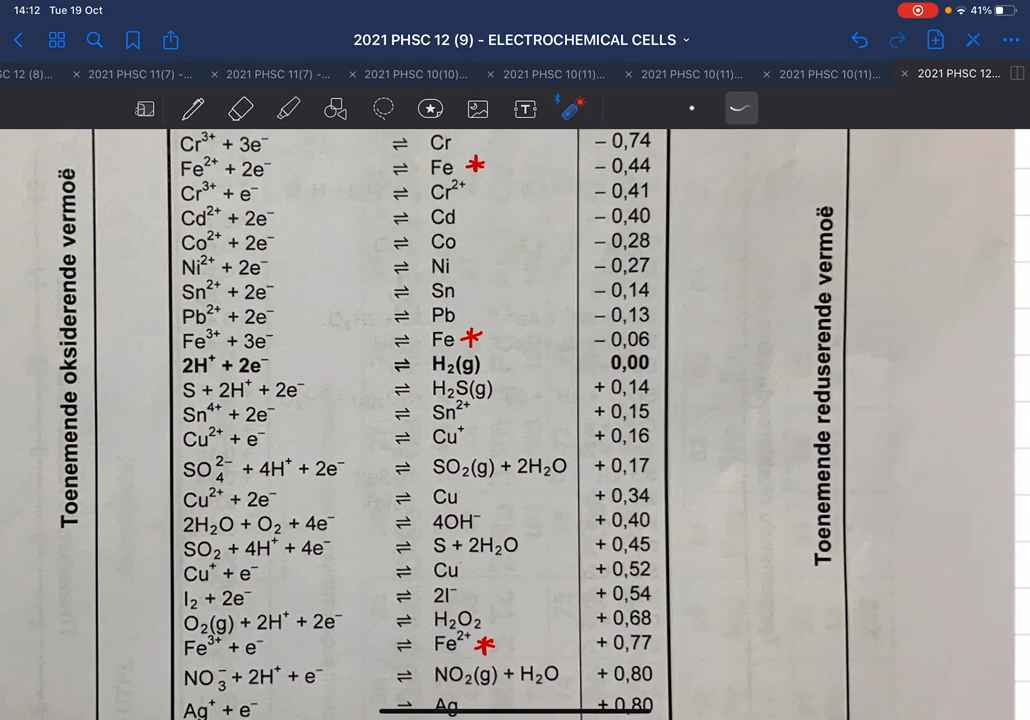 14:12 Tue 19 Oct
41%
2021 PHSC 12 (9) - ELECTROCHEMICAL CELLS
SC 12 (8)... × 2021 PHSC 11(7) -... × 2021 PHSC 11(7) -... × 2021 PHSC 10(10)... × 2021 PHSC 10(11)... × 2021 PHSC 10(11)... × 2021 PHSC 10(11)... × 2021 PHSC 12...
Toenemende oksiderende vermoë
Cr³⁺ + 3e⁻ ⇌ Cr − 0,74
Fe²⁺ + 2e⁻ ⇌ Fe * − 0,44
Cr³⁺ + e⁻ ⇌ Cr²⁺ − 0,41
Cd²⁺ + 2e⁻ ⇌ Cd − 0,40
Co²⁺ + 2e⁻ ⇌ Co − 0,28
Ni²⁺ + 2e⁻ ⇌ Ni − 0,27
Sn²⁺ + 2e⁻ ⇌ Sn − 0,14
Pb²⁺ + 2e⁻ ⇌ Pb − 0,13
Fe³⁺ + 3e⁻ ⇌ Fe * − 0,06
2H⁺ + 2e⁻ ⇌ H₂(g) 0,00
S + 2H⁺ + 2e⁻ ⇌ H₂S(g) + 0,14
Sn⁴⁺ + 2e⁻ ⇌ Sn²⁺ + 0,15
Cu²⁺ + e⁻ ⇌ Cu⁺ + 0,16
SO₄²⁻ + 4H⁺ + 2e⁻ ⇌ SO₂(g) + 2H₂O + 0,17
Cu²⁺ + 2e⁻ ⇌ Cu + 0,34
2H₂O + O₂ + 4e⁻ ⇌ 4OH⁻ + 0,40
SO₂ + 4H⁺ + 4e⁻ ⇌ S + 2H₂O + 0,45
Cu⁺ + e⁻ ⇌ Cu + 0,52
I₂ + 2e⁻ ⇌ 2I⁻ + 0,54
O₂(g) + 2H⁺ + 2e⁻ ⇌ H₂O₂ + 0,68
Fe³⁺ + e⁻ ⇌ Fe²⁺ * + 0,77
NO₃⁻ + 2H⁺ + e⁻ ⇌ NO₂(g) + H₂O + 0,80
Ag⁺ + e⁻ ⇌ Ag + 0,80
Toenemende reduserende vermoë